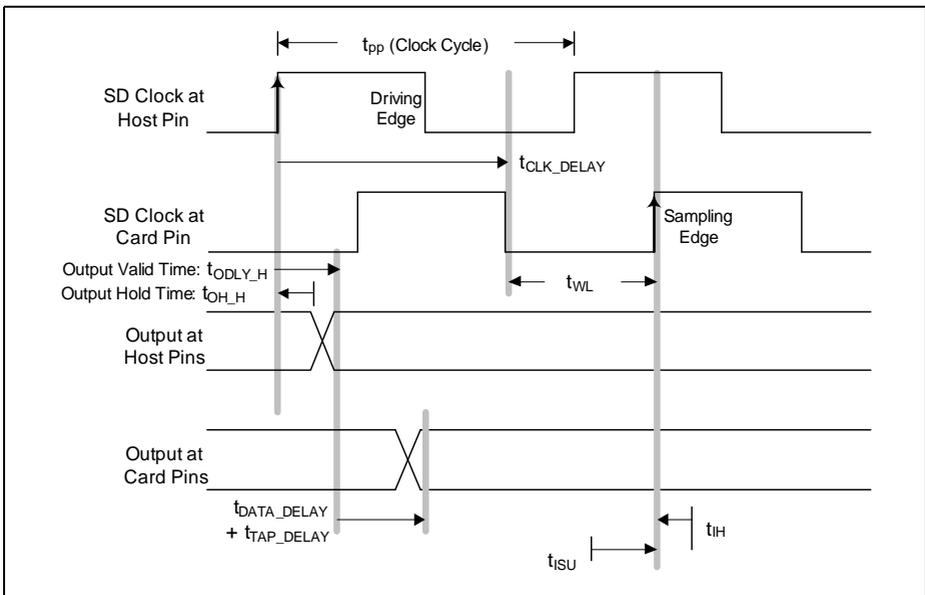 tpp (Clock Cycle)
SD Clock at
Host Pin
Driving
Edge
tCLK_DELAY
SD Clock at
Card Pin
Sampling
Edge
Output Valid Time: tODLY_H
Output Hold Time: tOH_H
tWL
Output at
Host Pins
Output at
Card Pins
tDATA_DELAY
+ tTAP_DELAY
tIH
tISU